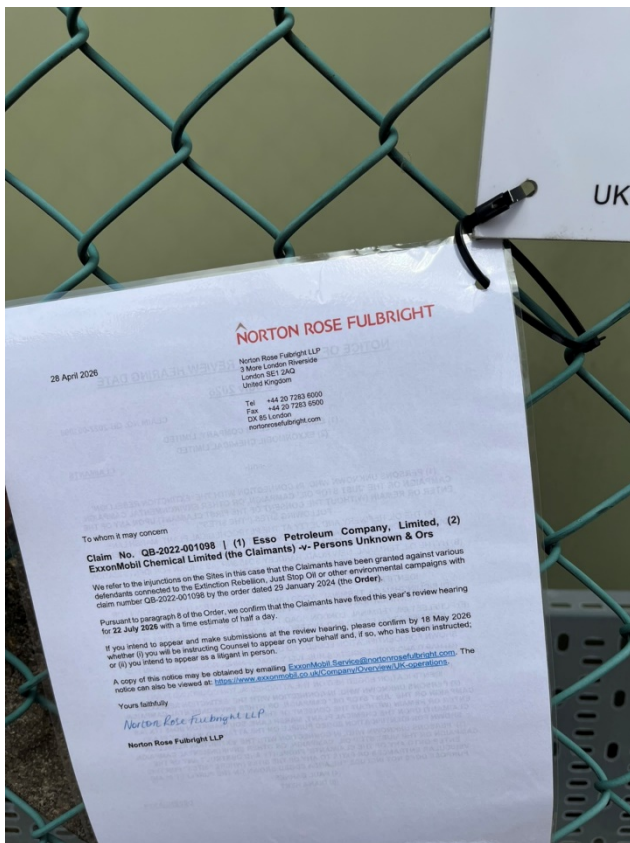 UK
NORTON ROSE FULBRIGHT
28 April 2026
Norton Rose Fulbright LLP
3 More London Riverside
London SE1 2AQ
United Kingdom
Tel +44 20 7283 6000
Fax +44 20 7283 6500
DX 85 London
nortonrosefulbright.com
To whom it may concern
Claim No. QB-2022-001098 | (1) Esso Petroleum Company, Limited, (2)
ExxonMobil Chemical Limited (the Claimants) -v- Persons Unknown & Ors
We refer to the injunctions on the Sites in this case that the Claimants have been granted against various
defendants connected to the Extinction Rebellion, Just Stop Oil or other environmental campaigns with
claim number QB-2022-001098 by the order dated 29 January 2024 (the Order).
Pursuant to paragraph 8 of the Order, we confirm that the Claimants have fixed this year's review hearing
for 22 July 2026 with a time estimate of half a day.
If you intend to appear and make submissions at the review hearing, please confirm by 18 May 2026
whether (i) you will be instructing Counsel to appear on your behalf and, if so, who has been instructed;
or (ii) you intend to appear as a litigant in person.
A copy of this notice may be obtained by emailing ExxonMobil.Service@nortonrosefulbright.com. The
notice can also be viewed at: https://www.exxonmobil.co.uk/Company/Overview/UK-operations.
Yours faithfully
Norton Rose Fulbright LLP
Norton Rose Fulbright LLP